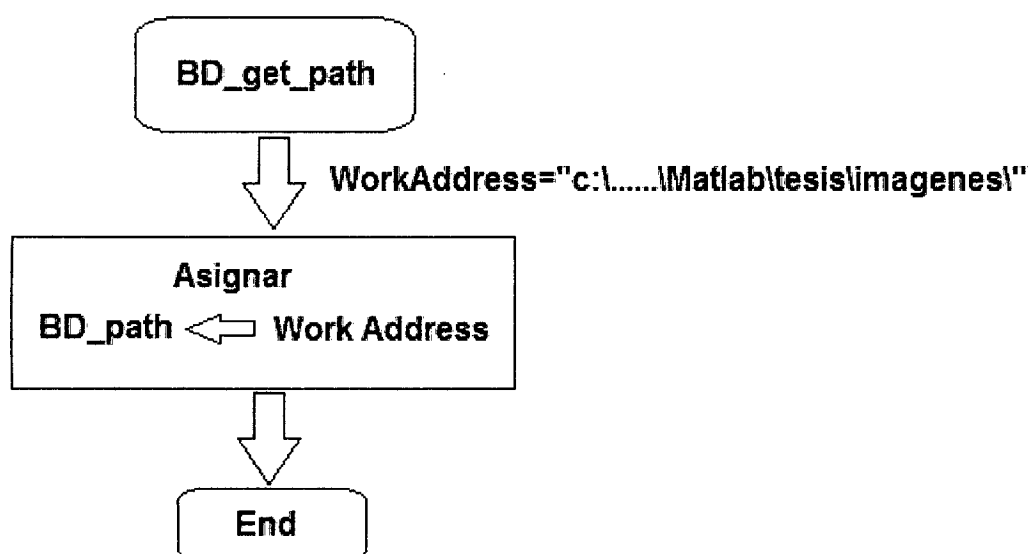 BD_get_path
WorkAddress="c:\......\Matlab\tesis\imagenes\"
Asignar
BD_path Work Address
End